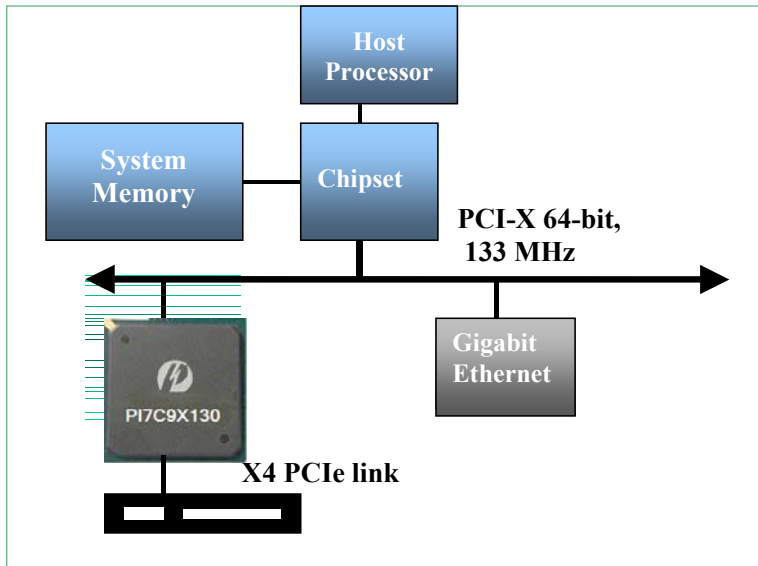 Host
Processor
System
Memory
Chipset
PCI-X 64-bit,
133 MHz
Gigabit
Ethernet
PI7C9X130
X4 PCIe link